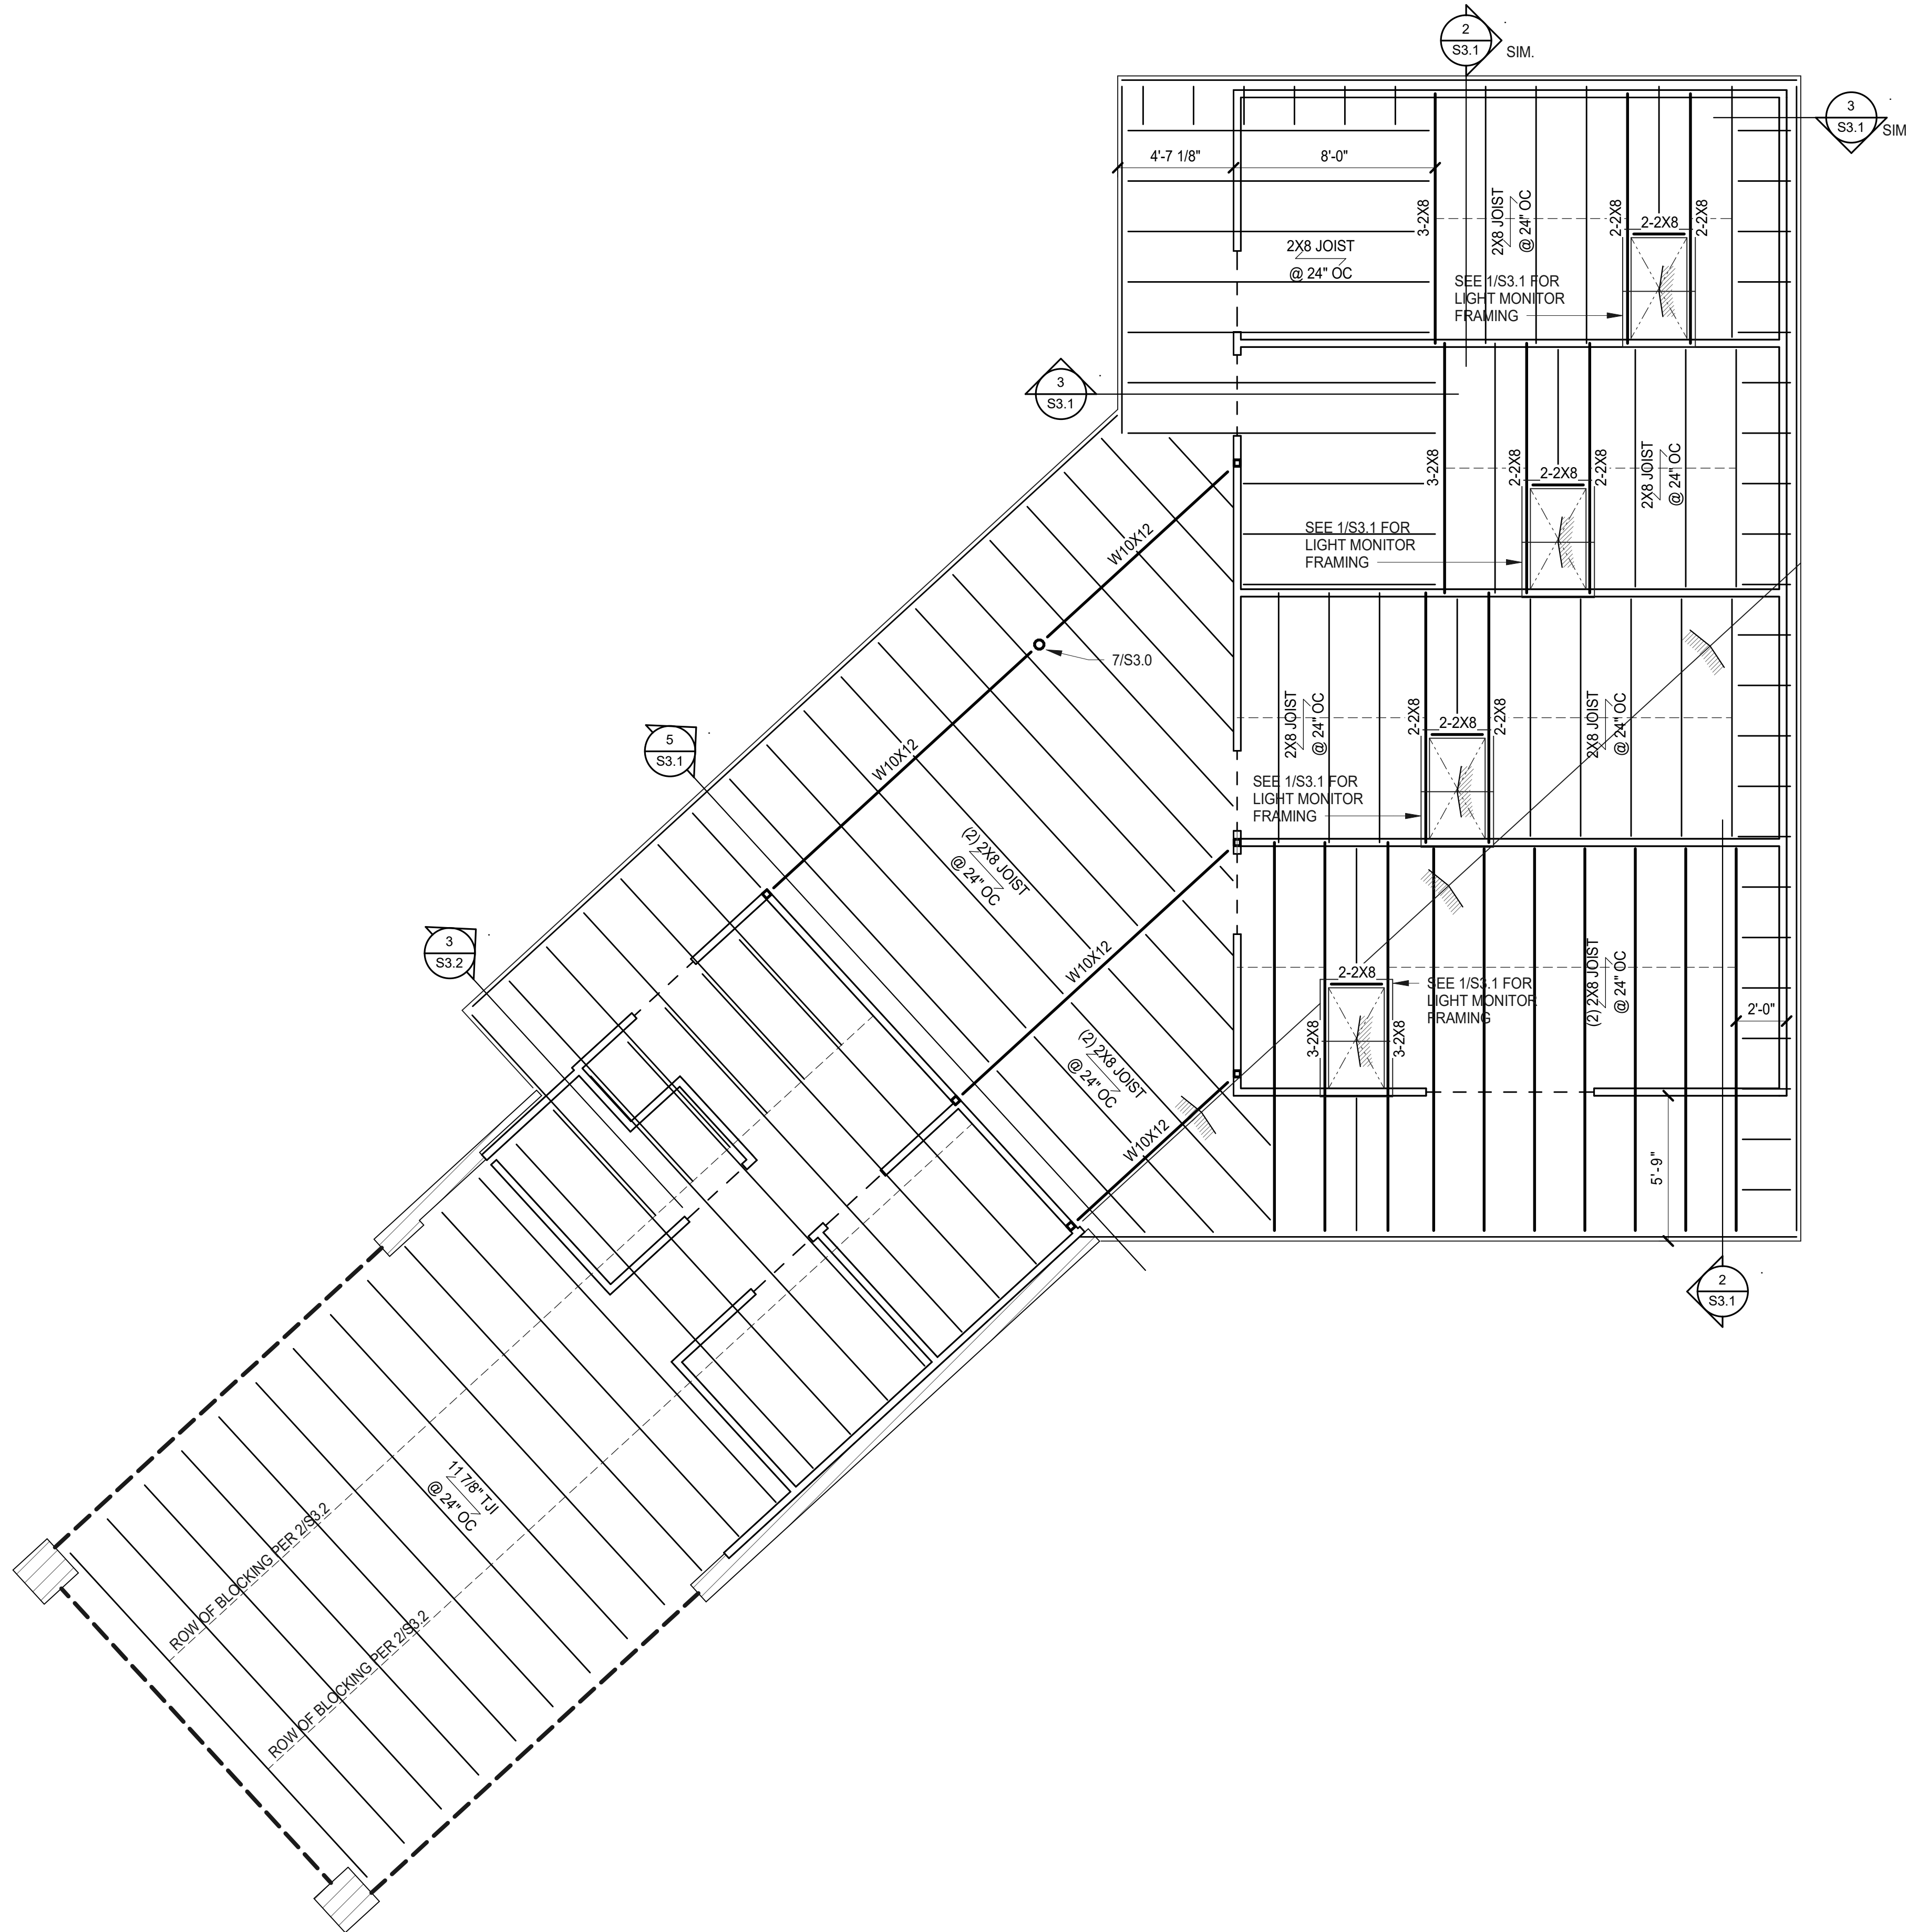 2
S3.1
SIM.
3
S3.1
SIM
4'-7 1/8"
8'-0"
3-2X8
2X8 JOIST
@ 24" OC
2-2X8
2-2X8
2-2X8
2X8 JOIST
@ 24" OC
SEE 1/S3.1 FOR
LIGHT MONITOR
FRAMING
3
S3.1
3-2X8
2-2X8
2-2X8
2-2X8
2X8 JOIST
@ 24" OC
SEE 1/S3.1 FOR
LIGHT MONITOR
FRAMING
W10X12
7/S3.0
5
S3.1
W10X12
2X8 JOIST
@ 24" OC
2-2X8
2-2X8
2-2X8
2X8 JOIST
@ 24" OC
SEE 1/S3.1 FOR
LIGHT MONITOR
FRAMING
(2) 2X8 JOIST
@ 24" OC
3
S3.2
W10X12
2-2X8
SEE 1/S3.1 FOR
LIGHT MONITOR
FRAMING
(2) 2X8 JOIST
@ 24" OC
2'-0"
3-2X8
3-2X8
(2) 2X8 JOIST
@ 24" OC
W10X12
5'- 9"
2
S3.1
11 7/8" TJI
@ 24" OC
ROW OF BLOCKING PER 2/S3.2
ROW OF BLOCKING PER 2/S3.2